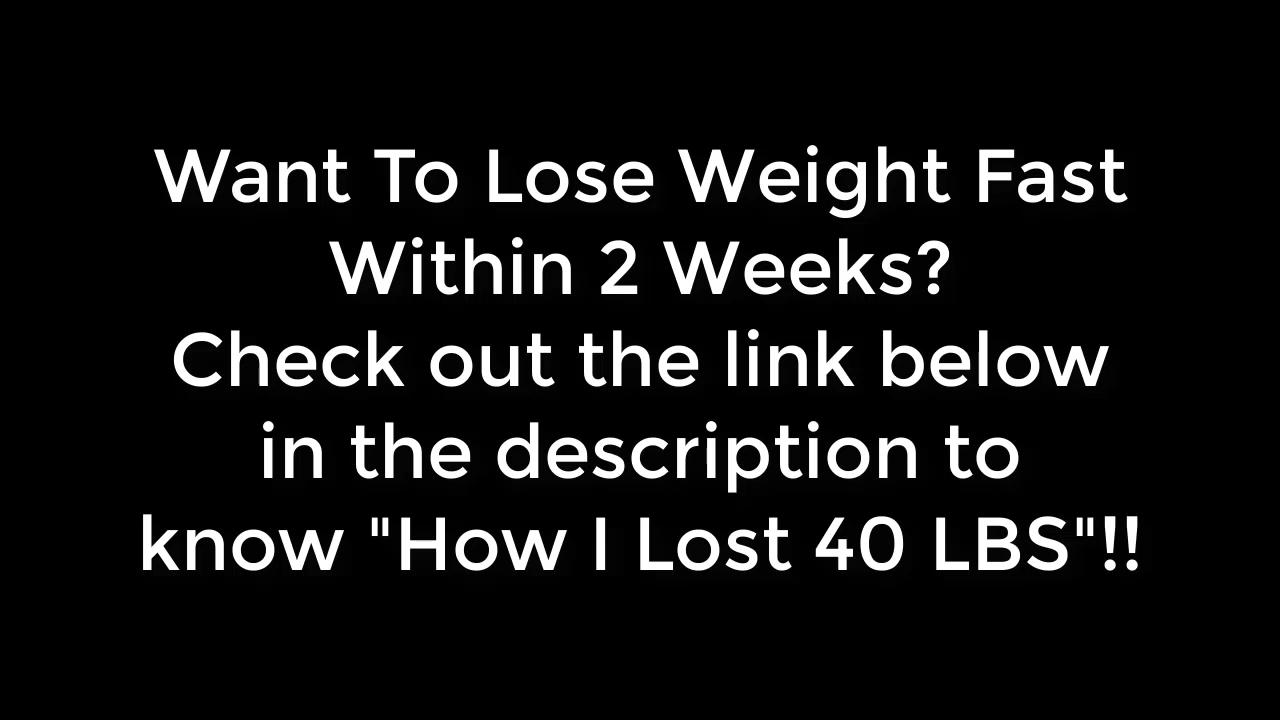 Want To Lose Weight Fast
Within 2 Weeks?
Check out the link below
in the description to
know "How I Lost 40 LBS"!!